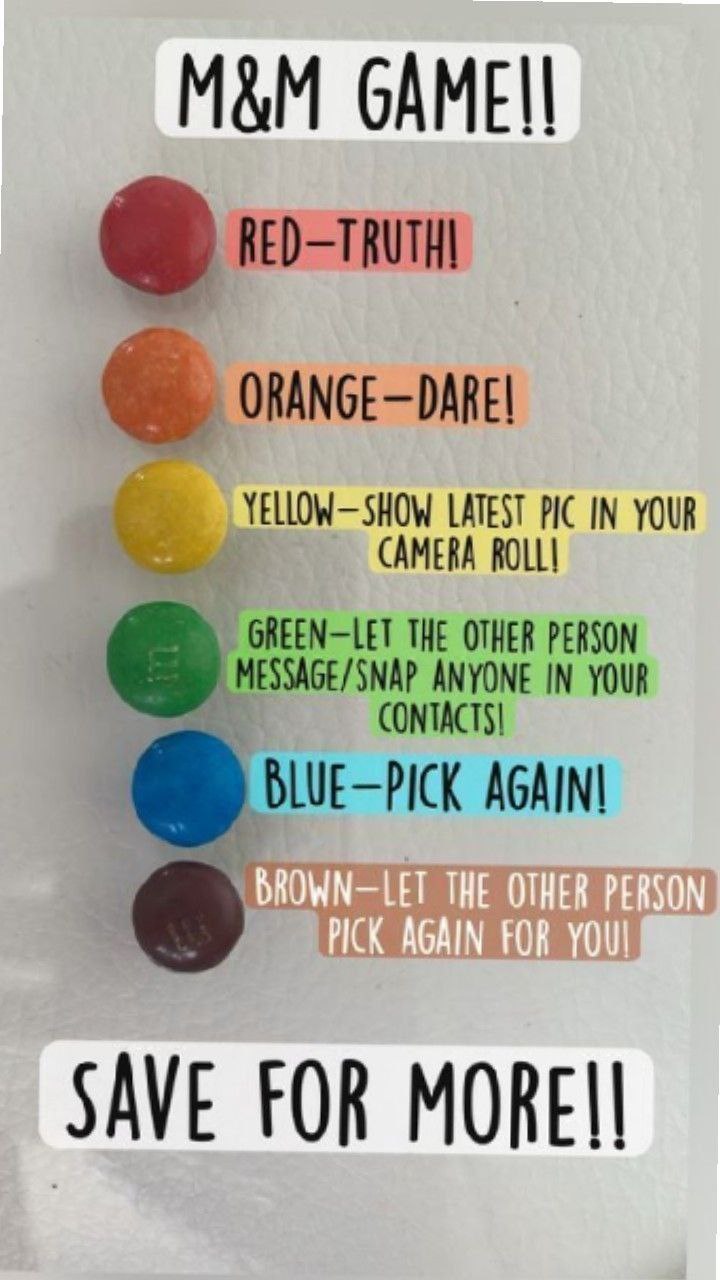 M&M GAME!!
RED-TRUTH!
ORANGE-DARE!
YELLOW-SHOW LATEST PIC IN YOUR
CAMERA ROLL!
GREEN-LET THE OTHER PERSON
MESSAGE/SNAP ANYONE IN YOUR
CONTACTS!
BLUE-PICK AGAIN!
BROWN-LET THE OTHER PERSON
PICK AGAIN FOR YOU!
SAVE FOR MORE!!